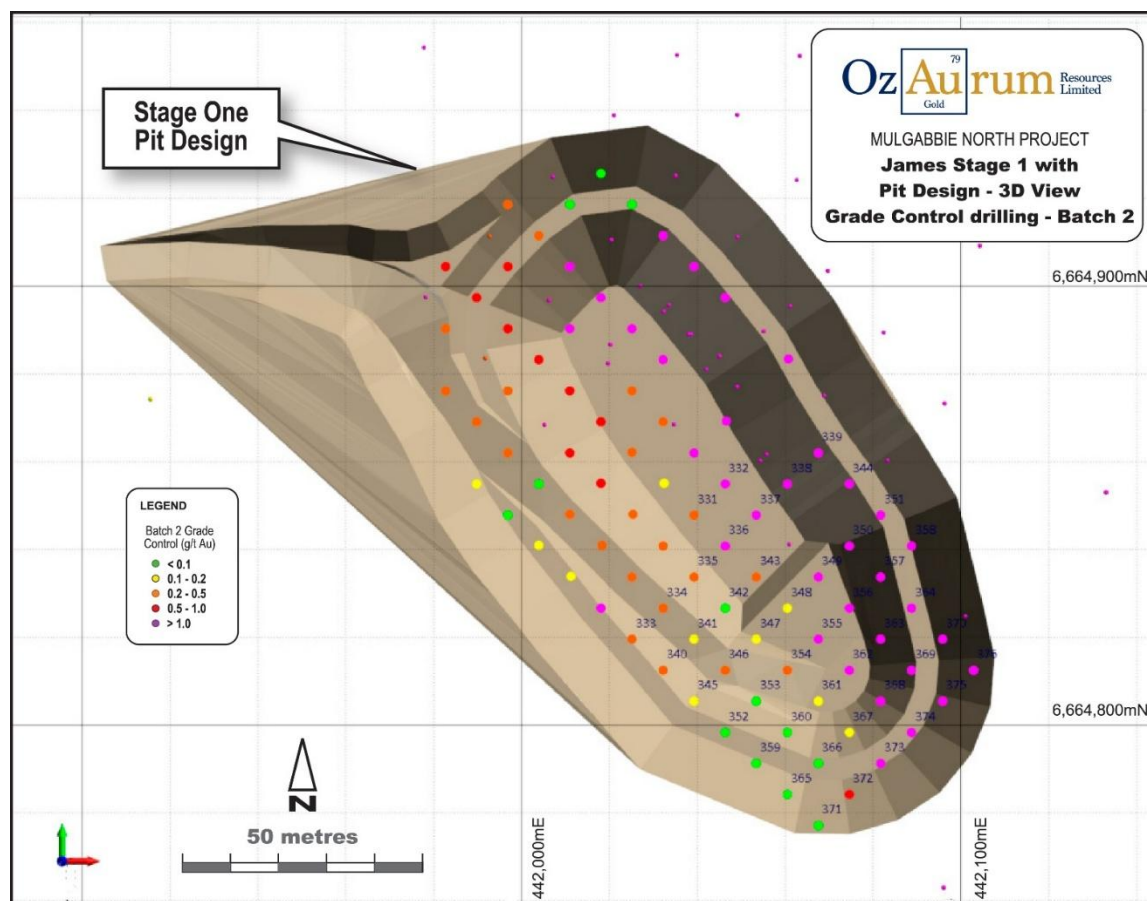 Stage One
Pit Design
79
OzAurum Resources
Gold Limited
MULGABBIE NORTH PROJECT
James Stage 1 with
Pit Design - 3D View
Grade Control drilling - Batch 2
6,664,900mN
339
332 338 344
331 337 351
336 350 358
335 343 349 357
334 342 348 356 364
333 341 347 355 363 370
340 346 354 362 369 376
345 353 361 368 375
352 360 367 374
359 366 373
365 372
371
6,664,800mN
LEGEND
Batch 2 Grade
Control (g/t Au)
< 0.1
0.1 - 0.2
0.2 - 0.5
0.5 - 1.0
> 1.0
N
50 metres
442,000mE
442,100mE